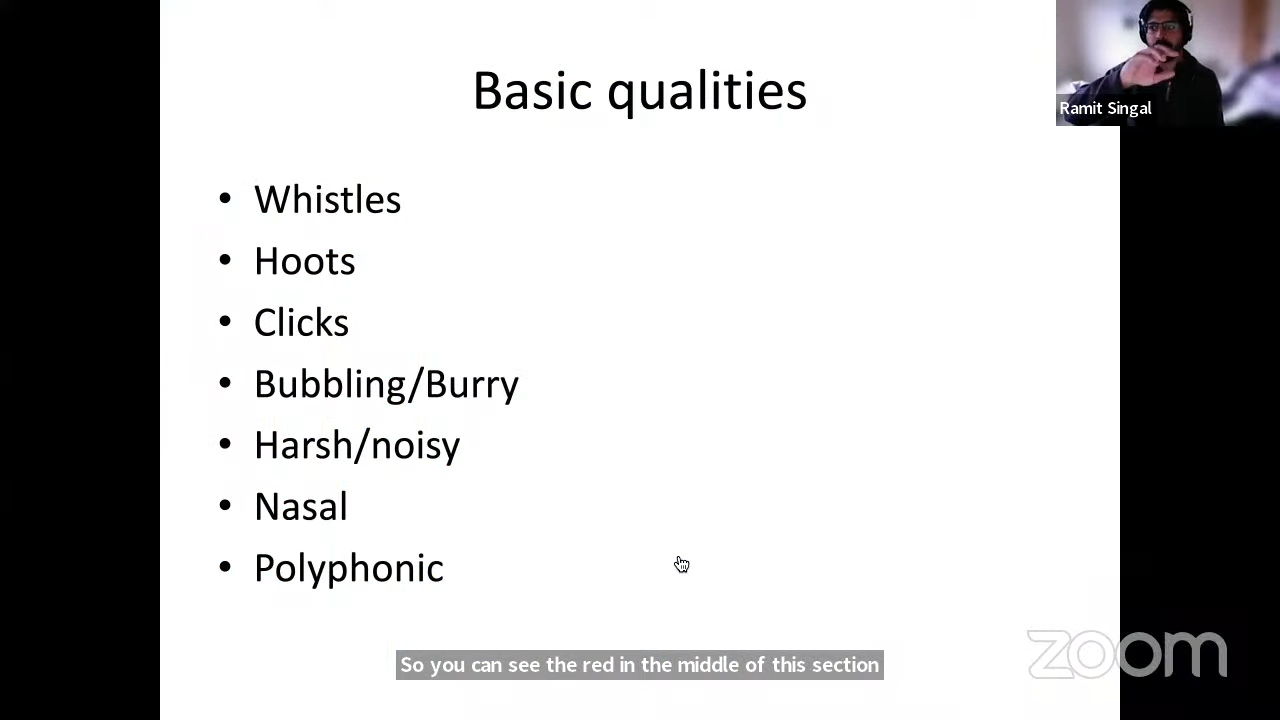 Basic qualities
Ramit Singal
• Whistles
• Hoots
• Clicks
• Bubbling/Burry
• Harsh/noisy
• Nasal
• Polyphonic
So you can see the red in the middle of this section
zoom